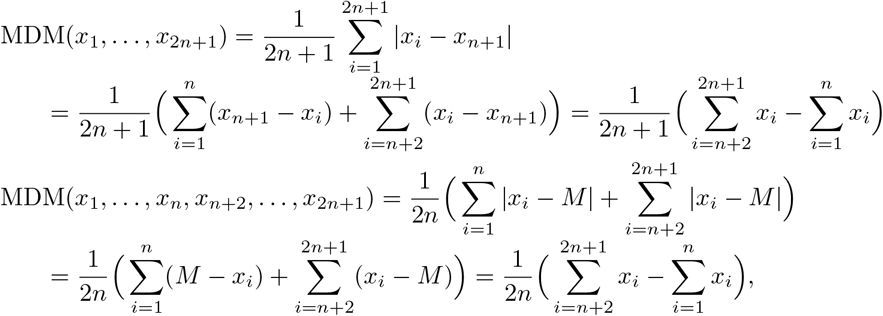 MDM(x_1, …, x_{2n+1}) = \frac{1}{2n+1} \sum_{i=1}^{2n+1} |x_i − x_{n+1}|
= \frac{1}{2n+1} \Big( \sum_{i=1}^{n} (x_{n+1} − x_i) + \sum_{i=n+2}^{2n+1} (x_i − x_{n+1}) \Big) = \frac{1}{2n+1} \Big( \sum_{i=n+2}^{2n+1} x_i − \sum_{i=1}^{n} x_i \Big)
MDM(x_1, …, x_n, x_{n+2}, …, x_{2n+1}) = \frac{1}{2n} \Big( \sum_{i=1}^{n} |x_i − M| + \sum_{i=n+2}^{2n+1} |x_i − M| \Big)
= \frac{1}{2n} \Big( \sum_{i=1}^{n} (M − x_i) + \sum_{i=n+2}^{2n+1} (x_i − M) \Big) = \frac{1}{2n} \Big( \sum_{i=n+2}^{2n+1} x_i − \sum_{i=1}^{n} x_i \Big),